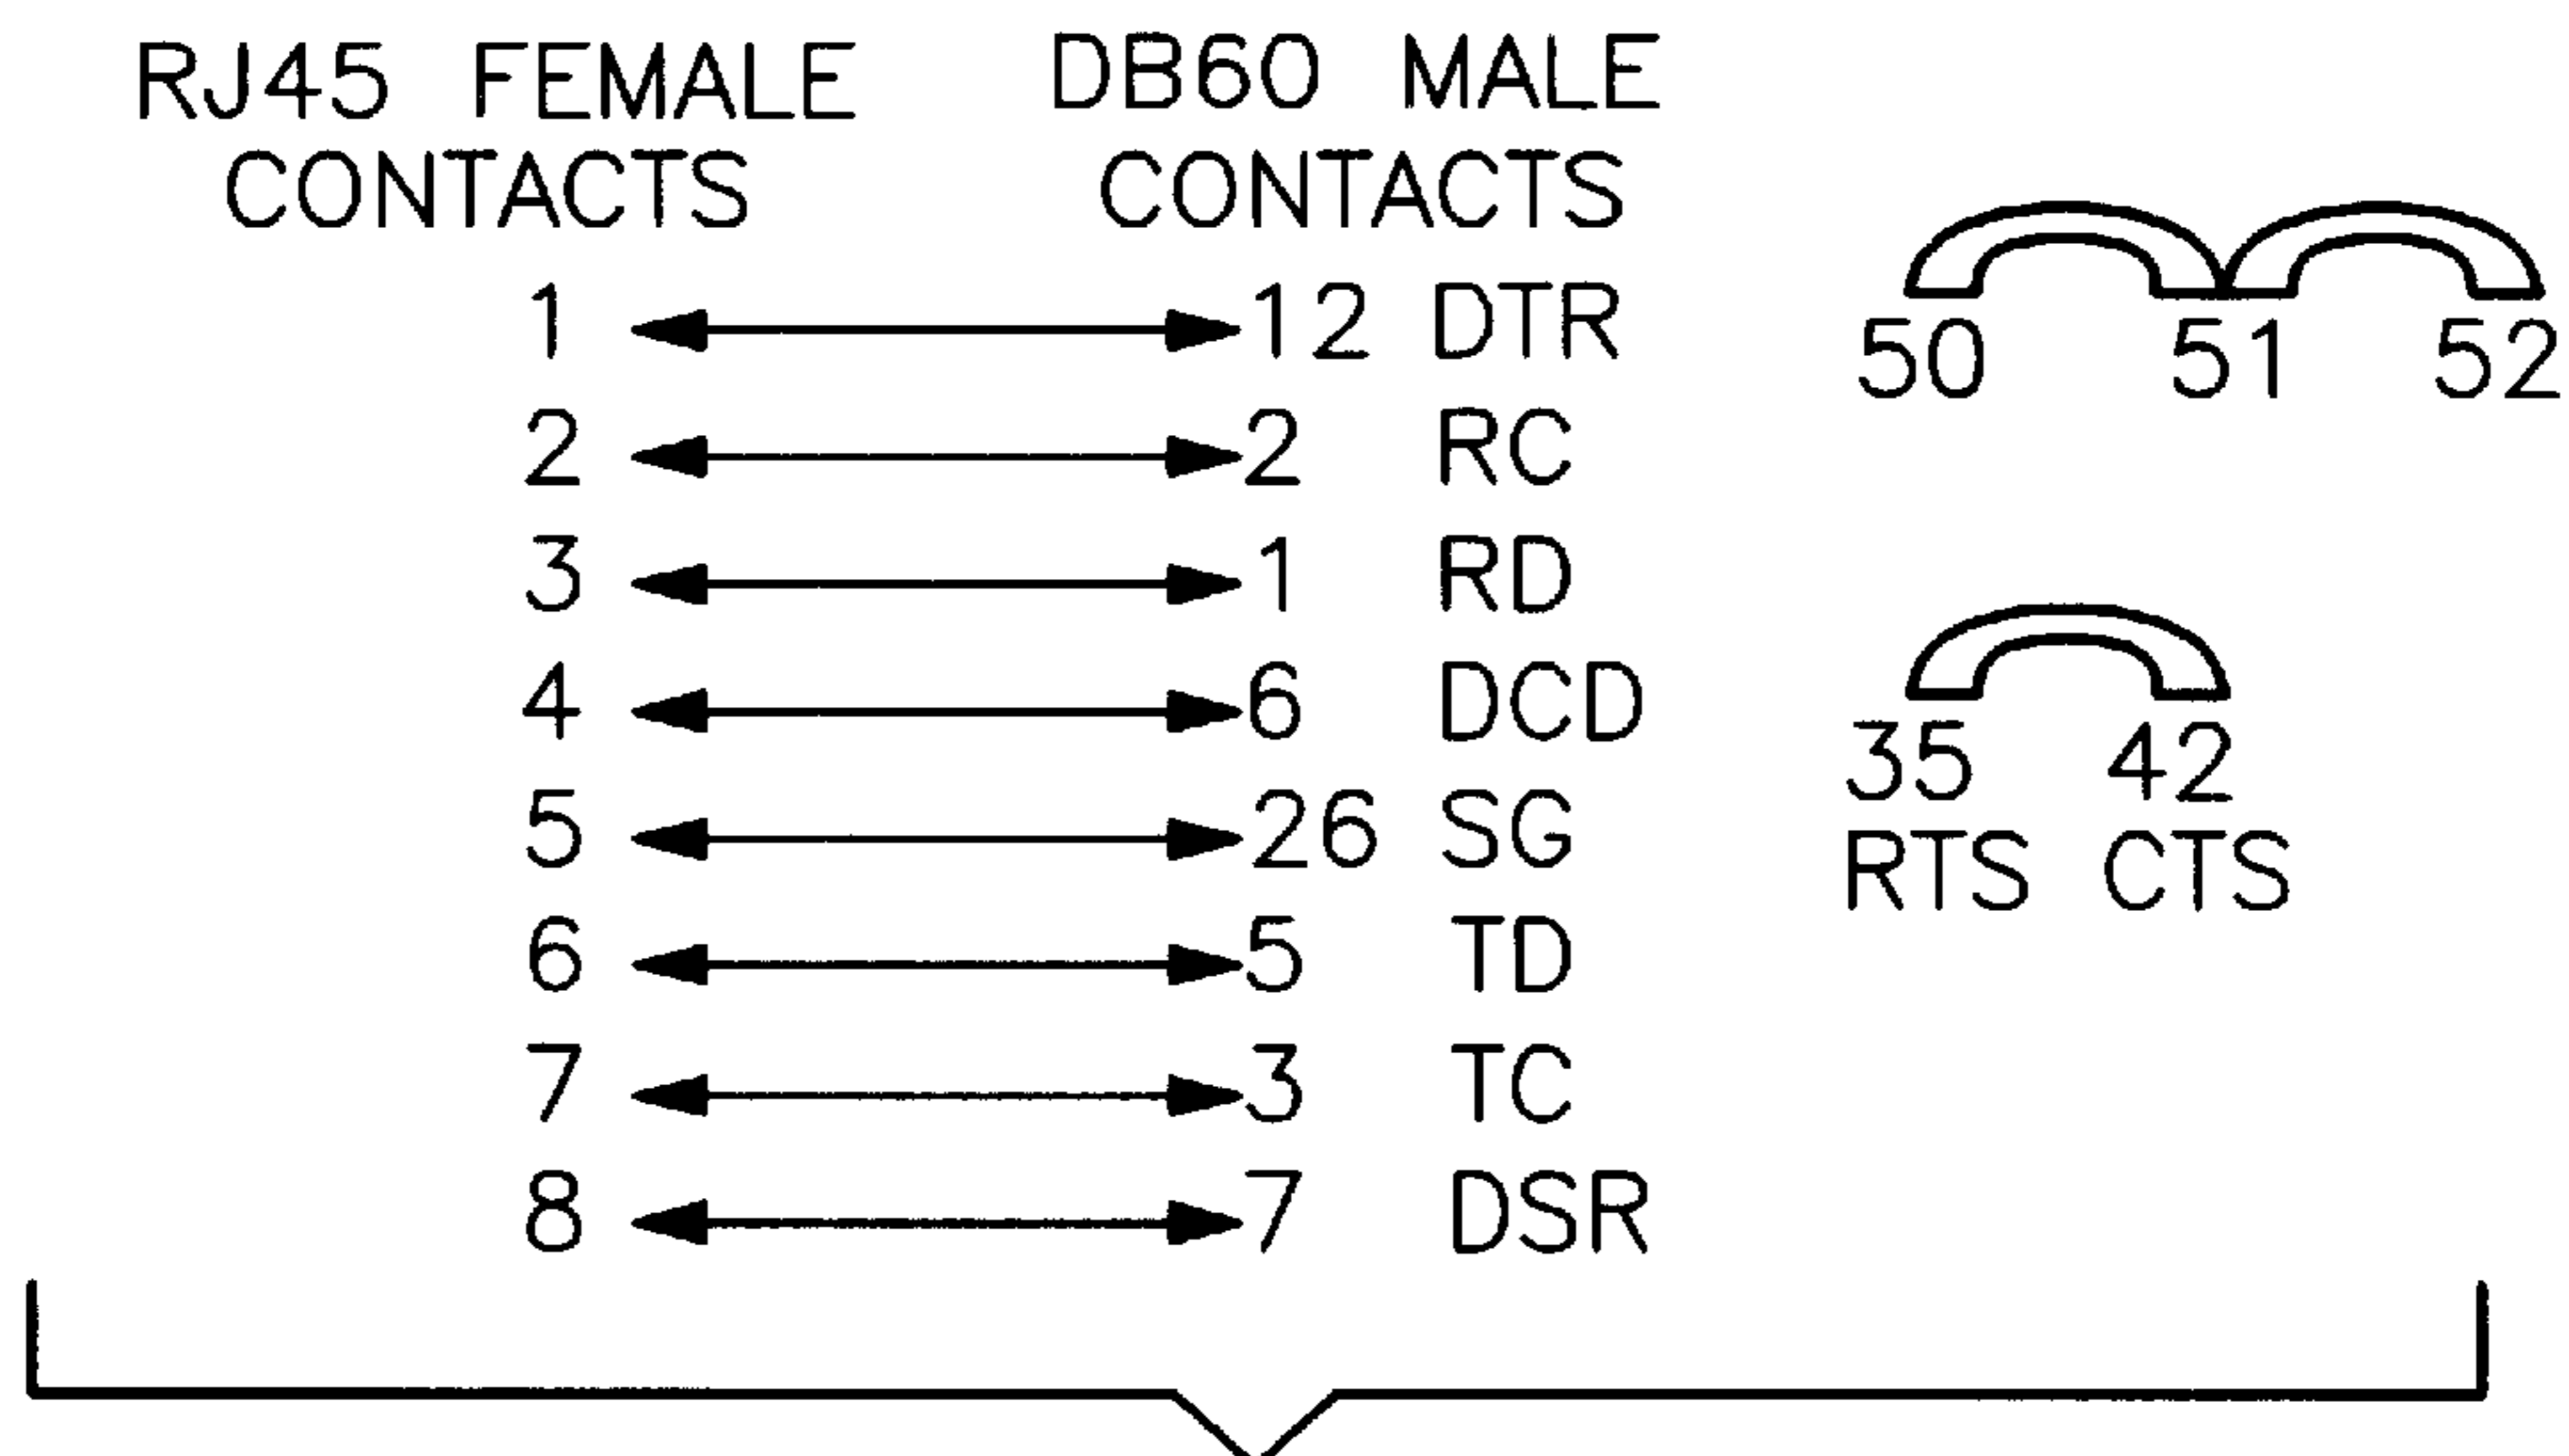 RJ45 FEMALE CONTACTS
DB60 MALE CONTACTS
1 12 DTR
2 2 RC
3 1 RD
4 6 DCD
5 26 SG
6 5 TD
7 3 TC
8 7 DSR
50 51 52
35 42
RTS CTS